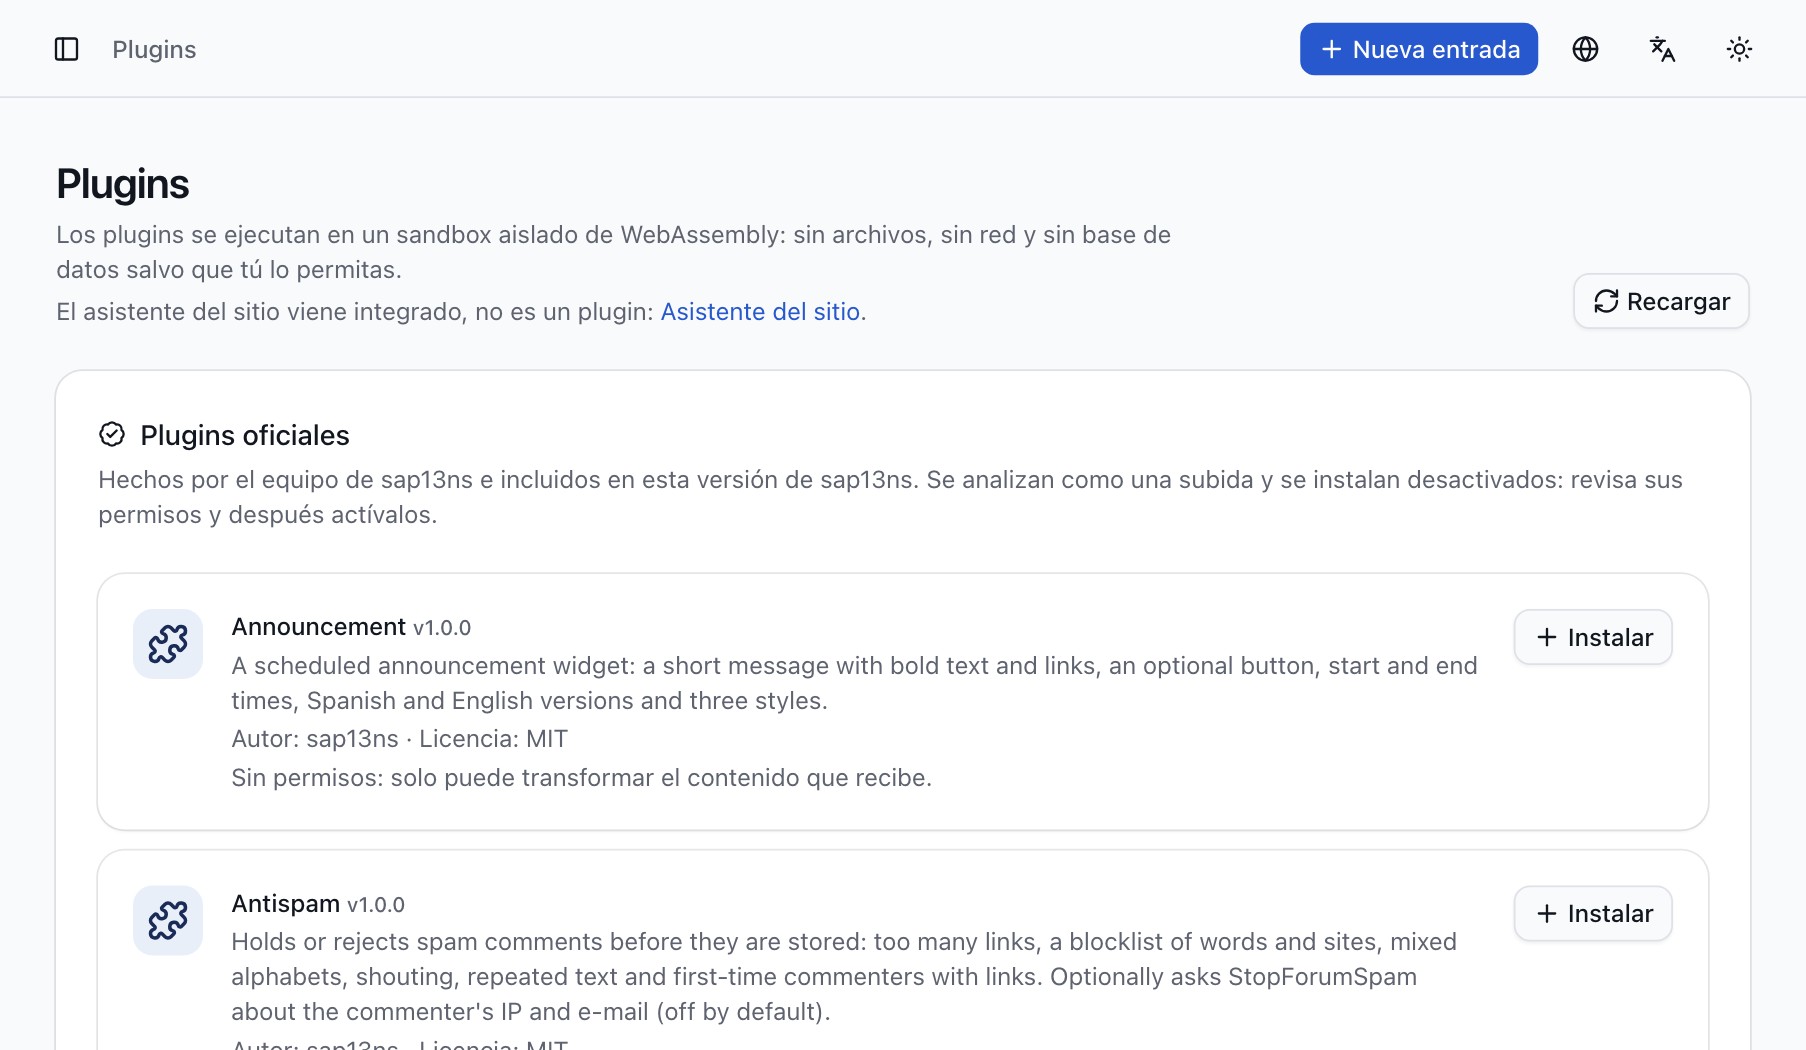 Plugins
Nueva entrada
Plugins
Los plugins se ejecutan en un sandbox aislado de WebAssembly: sin archivos, sin red y sin base de
datos salvo que tú lo permitas.
El asistente del sitio viene integrado, no es un plugin: Asistente del sitio.
Recargar
Plugins oficiales
Hechos por el equipo de sap13ns e incluidos en esta versión de sap13ns. Se analizan como una subida y se instalan desactivados: revisa sus
permisos y después actívalos.
Announcement v1.0.0
Instalar
A scheduled announcement widget: a short message with bold text and links, an optional button, start and end
times, Spanish and English versions and three styles.
Autor: sap13ns · Licencia: MIT
Sin permisos: solo puede transformar el contenido que recibe.
Antispam v1.0.0
Instalar
Holds or rejects spam comments before they are stored: too many links, a blocklist of words and sites, mixed
alphabets, shouting, repeated text and first-time commenters with links. Optionally asks StopForumSpam
about the commenter's IP and e-mail (off by default).
Autor: sap13ns · Licencia: MIT